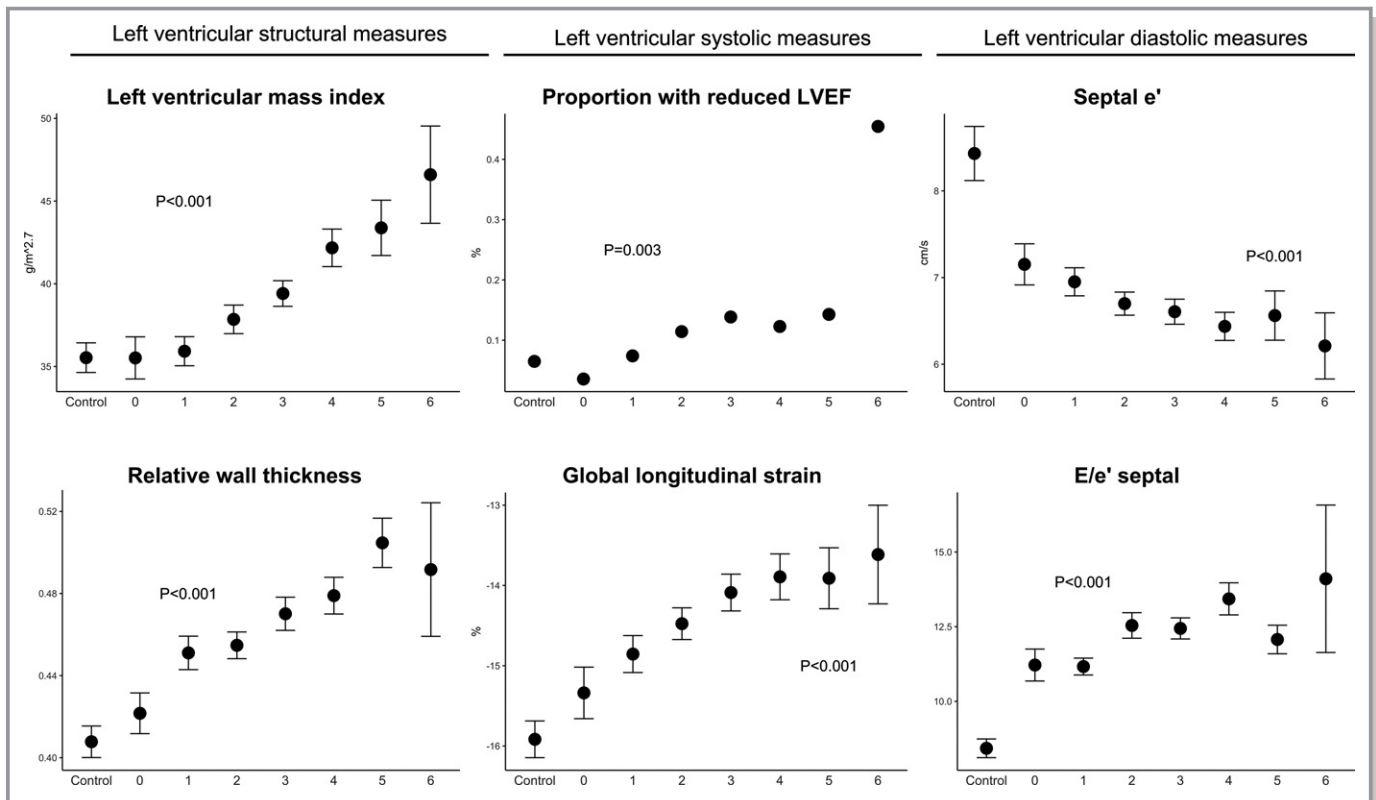 Left ventricular structural measures
Left ventricular systolic measures
Left ventricular diastolic measures
Left ventricular mass index
50
45
40
35
g/m^2.7
P<0.001
Control 0 1 2 3 4 5 6
Proportion with reduced LVEF
0.4
0.3
0.2
0.1
%
P=0.003
Control 0 1 2 3 4 5 6
Septal e'
8
7
6
cm/s
P<0.001
Control 0 1 2 3 4 5 6
Relative wall thickness
0.52
0.48
0.44
0.40
P<0.001
Control 0 1 2 3 4 5 6
Global longitudinal strain
-13
-14
-15
-16
%
P<0.001
Control 0 1 2 3 4 5 6
E/e' septal
15.0
12.5
10.0
P<0.001
Control 0 1 2 3 4 5 6